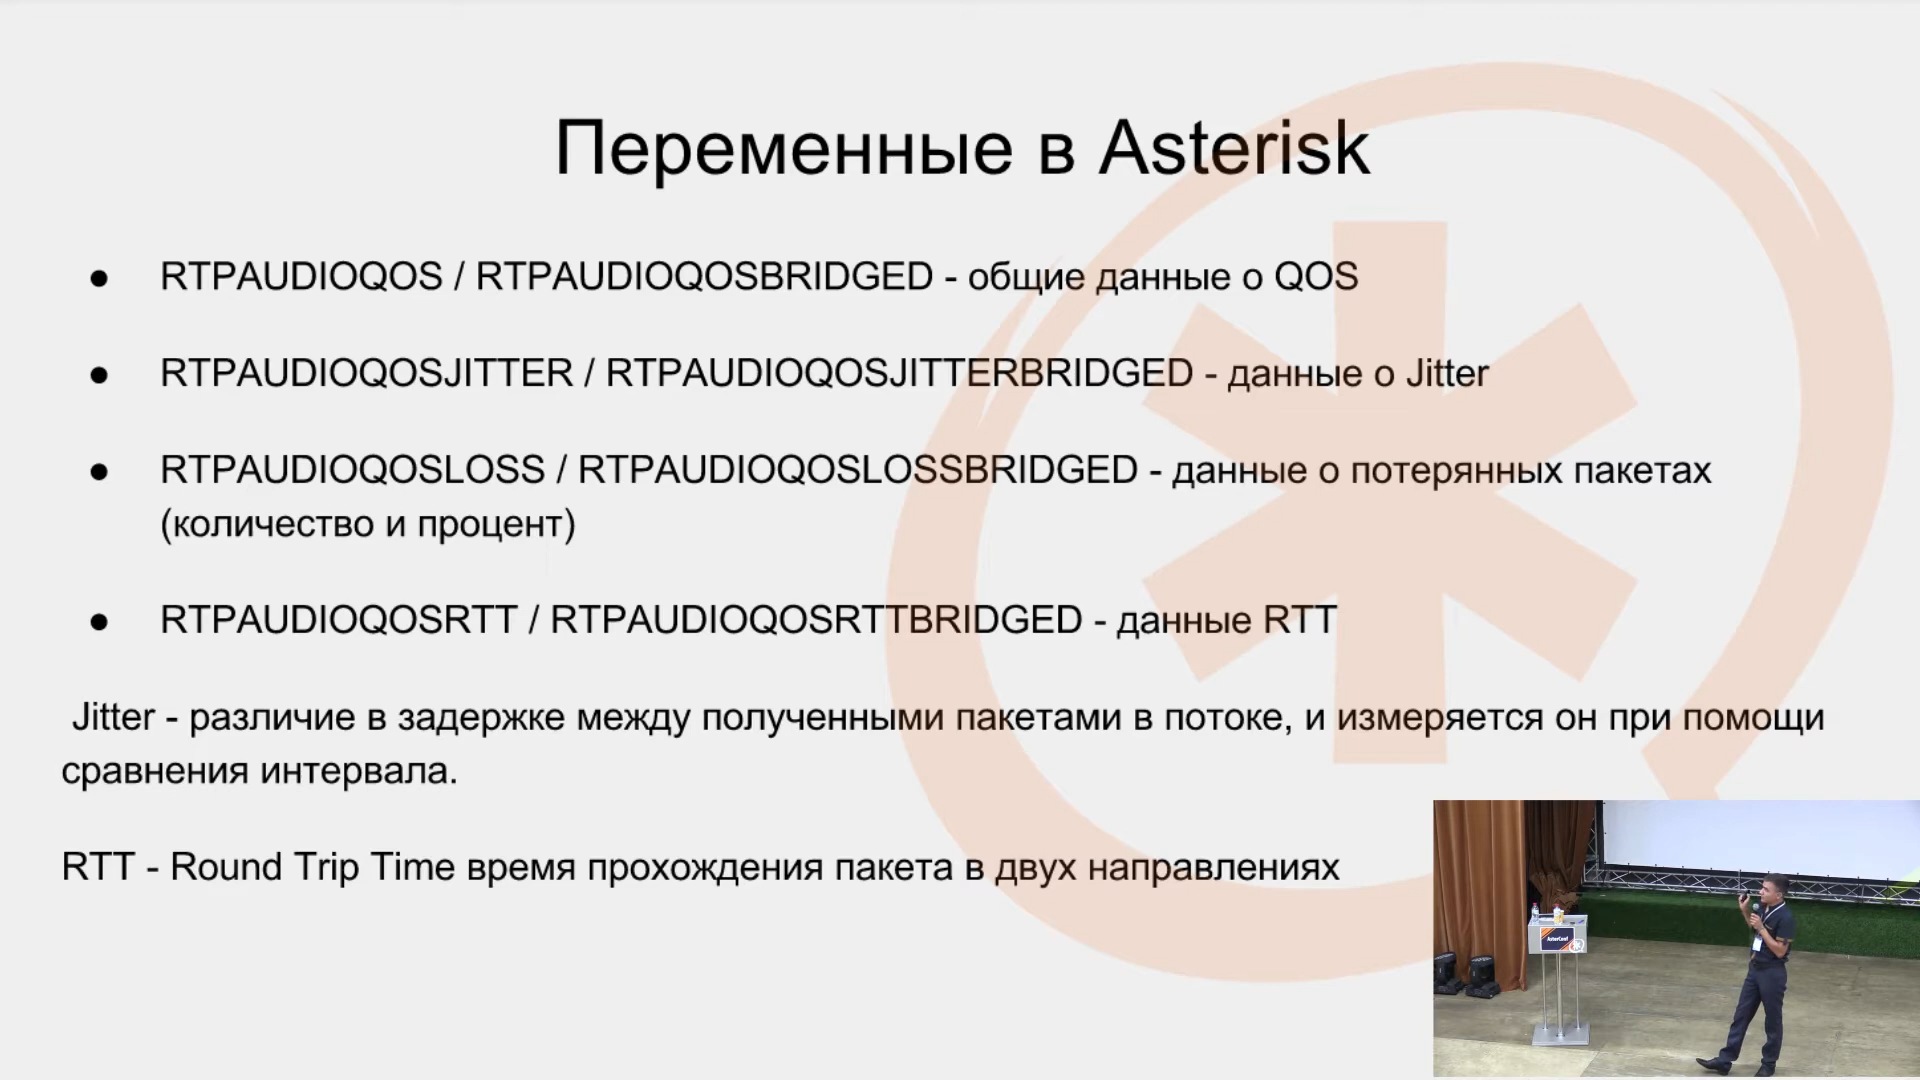 Переменные в Asterisk
● RTPAUDIOQOS / RTPAUDIOQOSBRIDGED - общие данные о QOS
● RTPAUDIOQOSJITTER / RTPAUDIOQOSJITTERBRIDGED - данные о Jitter
● RTPAUDIOQOSLOSS / RTPAUDIOQOSLOSSBRIDGED - данные о потерянных пакетах
(количество и процент)
● RTPAUDIOQOSRTT / RTPAUDIOQOSRTTBRIDGED - данные RTT
Jitter - различие в задержке между полученными пакетами в потоке, и измеряется он при помощи
сравнения интервала.
RTT - Round Trip Time время прохождения пакета в двух направлениях
AsterConf